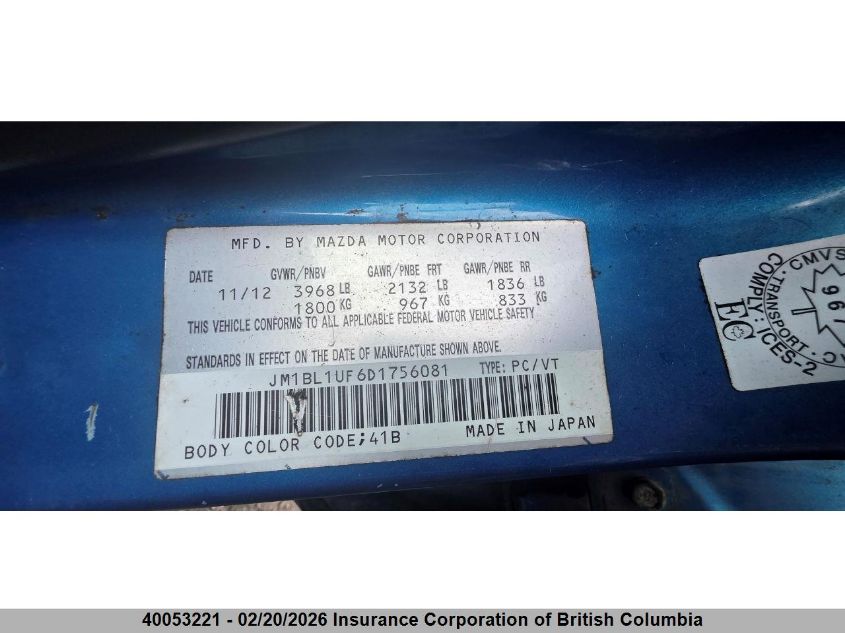 MFD. BY MAZDA MOTOR CORPORATION
DATE GVWR/PNBV GAWR/PNBE FRT GAWR/PNBE RR
11/12 3968 LB 2132 LB 1836 LB
1800 KG 967 KG 833 KG
THIS VEHICLE CONFORMS TO ALL APPLICABLE FEDERAL MOTOR VEHICLE SAFETY
STANDARDS IN EFFECT ON THE DATE OF MANUFACTURE SHOWN ABOVE.
JM1BL1UF6D1756081 TYPE: PC/VT
BODY COLOR CODE;41B MADE IN JAPAN
CMVS
TRANSPORT
COMPLY: ICES-2
EC
40053221 - 02/20/2026 Insurance Corporation of British Columbia